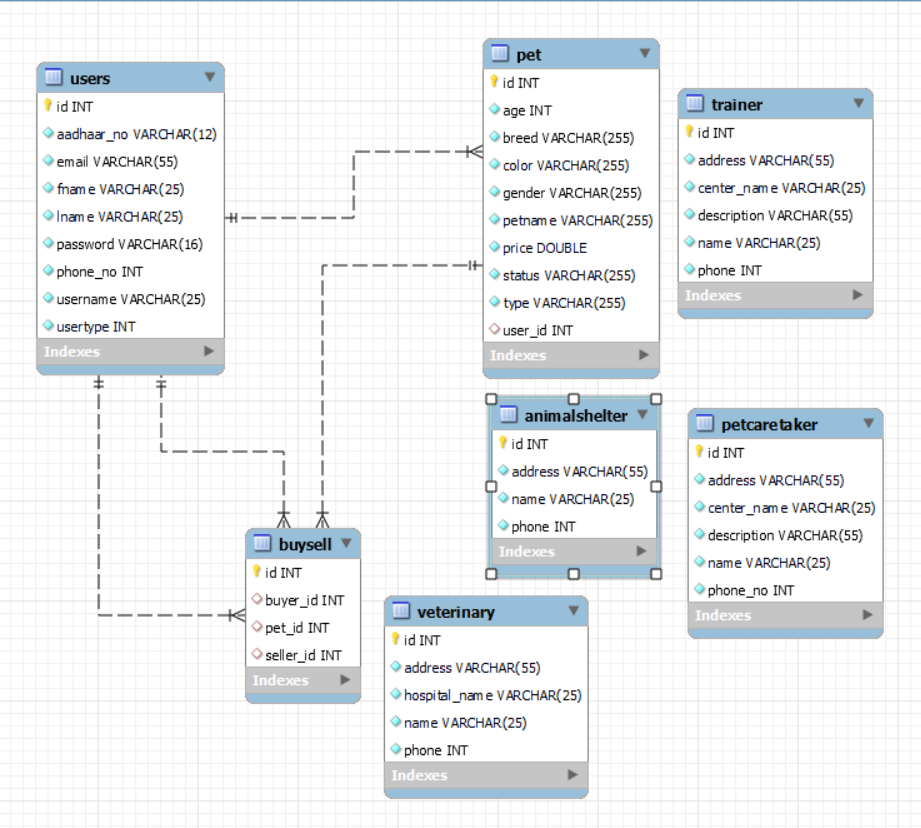 users
id INT
aadhaar_no VARCHAR(12)
email VARCHAR(55)
fname VARCHAR(25)
lname VARCHAR(25)
password VARCHAR(16)
phone_no INT
username VARCHAR(25)
usertype INT
Indexes
pet
id INT
age INT
breed VARCHAR(255)
color VARCHAR(255)
gender VARCHAR(255)
petname VARCHAR(255)
price DOUBLE
status VARCHAR(255)
type VARCHAR(255)
user_id INT
Indexes
trainer
id INT
address VARCHAR(55)
center_name VARCHAR(25)
description VARCHAR(55)
name VARCHAR(25)
phone INT
Indexes
animalshelter
id INT
address VARCHAR(55)
name VARCHAR(25)
phone INT
Indexes
petcaretaker
id INT
address VARCHAR(55)
center_name VARCHAR(25)
description VARCHAR(55)
name VARCHAR(25)
phone_no INT
Indexes
buysell
id INT
buyer_id INT
pet_id INT
seller_id INT
Indexes
veterinary
id INT
address VARCHAR(55)
hospital_name VARCHAR(25)
name VARCHAR(25)
phone INT
Indexes